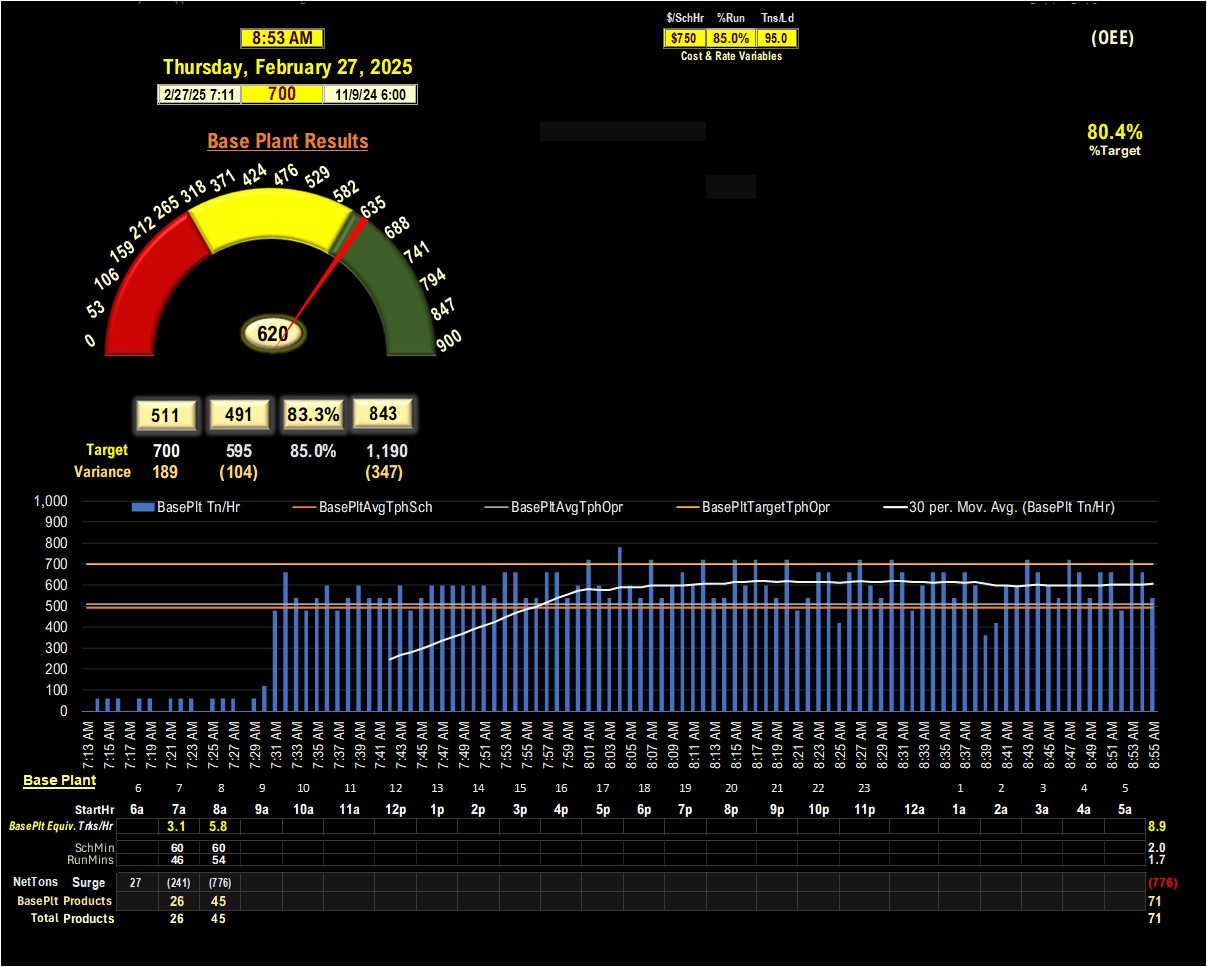 $/SchHr %Run Tns/Ld
8:53 AM
$750 85.0% 95.0
(OEE)
Cost & Rate Variables
Thursday, February 27, 2025
2/27/25 7:11 700 11/9/24 6:00
80.4%
%Target
Base Plant Results
0 53 106 159 212 265 318 371 424 476 529 582 635 688 741 794 847 900
620
511 491 83.3% 843
Target 700 595 85.0% 1,190
Variance 189 (104) (347)
BasePlt Tn/Hr BasePltAvgTphSch BasePltAvgTphOpr BasePltTargetTphOpr 30 per. Mov. Avg. (BasePlt Tn/Hr)
1,000
900
800
700
600
500
400
300
200
100
0
7:13 AM 7:15 AM 7:17 AM 7:19 AM 7:21 AM 7:25 AM 7:27 AM 7:29 AM 7:31 AM 7:33 AM 7:35 AM 7:37 AM 7:39 AM 7:41 AM 7:43 AM 7:45 AM 7:47 AM 7:49 AM 7:51 AM 7:53 AM 7:55 AM 7:57 AM 7:59 AM 8:01 AM 8:03 AM 8:05 AM 8:07 AM 8:09 AM 8:11 AM 8:13 AM 8:15 AM 8:17 AM 8:19 AM 8:21 AM 8:23 AM 8:25 AM 8:27 AM 8:29 AM 8:31 AM 8:33 AM 8:35 AM 8:37 AM 8:39 AM 8:41 AM 8:43 AM 8:45 AM 8:47 AM 8:49 AM 8:51 AM 8:53 AM 8:55 AM
Base Plant
6 7 8 9 10 11 12 13 14 15 16 17 18 19 20 21 22 23 1 2 3 4 5
StartHr 6a 7a 8a 9a 10a 11a 12p 1p 2p 3p 4p 5p 6p 7p 8p 9p 10p 11p 12a 1a 2a 3a 4a 5a
BasePlt Equiv. Trks/Hr 3.1 5.8 8.9
SchMin 60 60 2.0
RunMins 46 54 1.7
NetTons Surge 27 (241) (776) (776)
BasePlt Products 26 45 71
Total Products 26 45 71